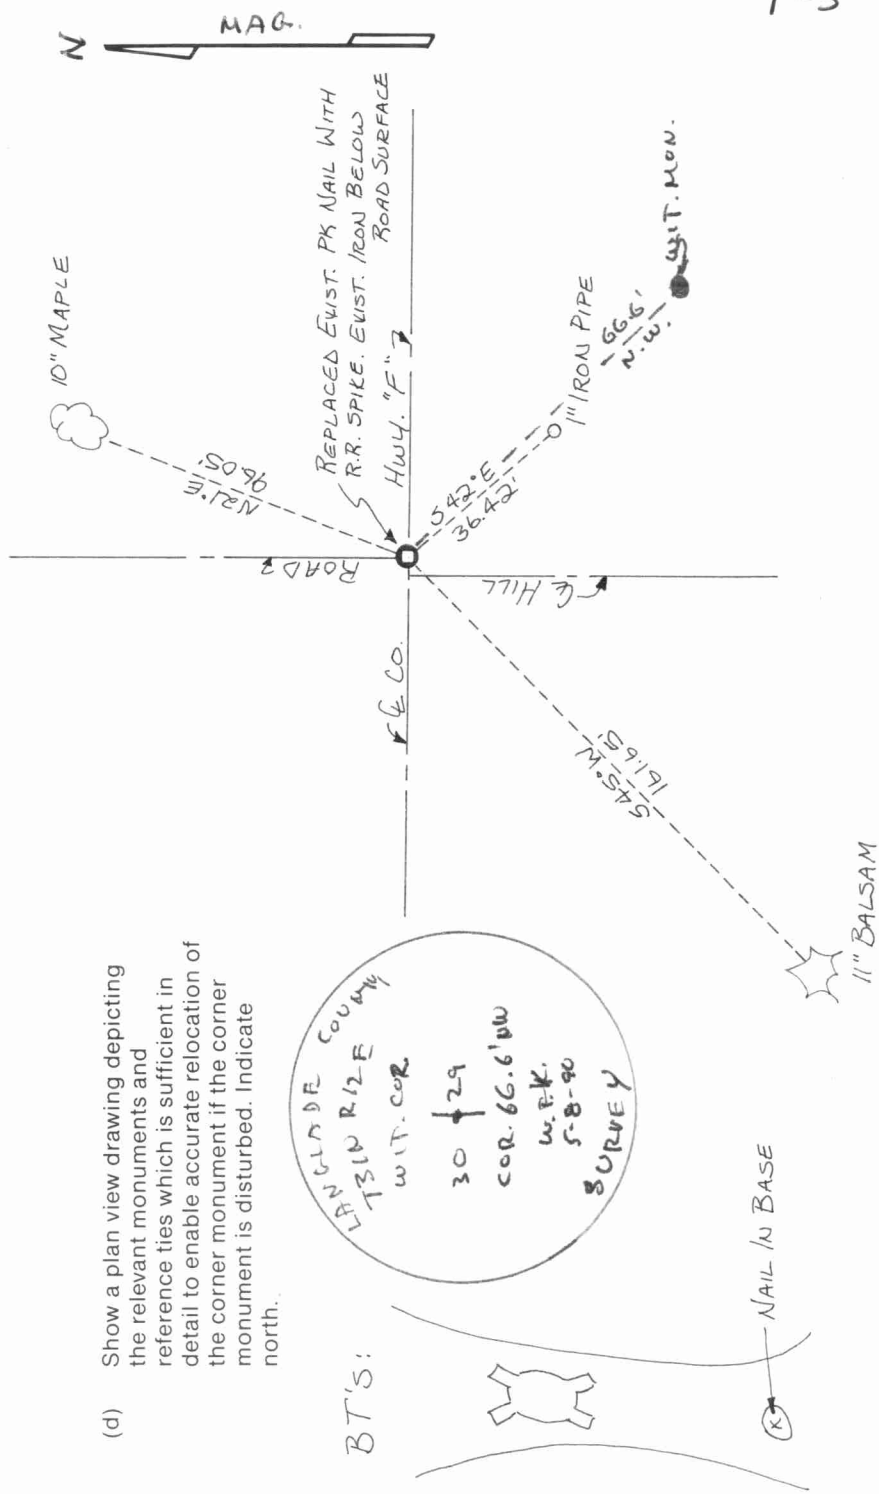 (d) Show a plan view drawing depicting
the relevant monuments and
reference ties which is sufficient in
detail to enable accurate relocation of
the corner monument if the corner
monument is disturbed. Indicate
north.
N
MAG.
10" MAPLE
N21°E
96.05'
REPLACED EXIST. PK NAIL WITH
R.R. SPIKE. EXIST. IRON BELOW
ROAD SURFACE
HWY. "F"
ROAD
℄ CO.
℄ HILL
S42°E
36.42'
1" IRON PIPE
66.6'
N.W.
WIT. MON.
S45°W
161.65'
11" BALSAM
LANGLADE COUNTY
T31N R12E
WIT. COR.
30 29
COR. 66.6' NW
5-8-90
SURVEY
BT'S:
X
NAIL IN BASE